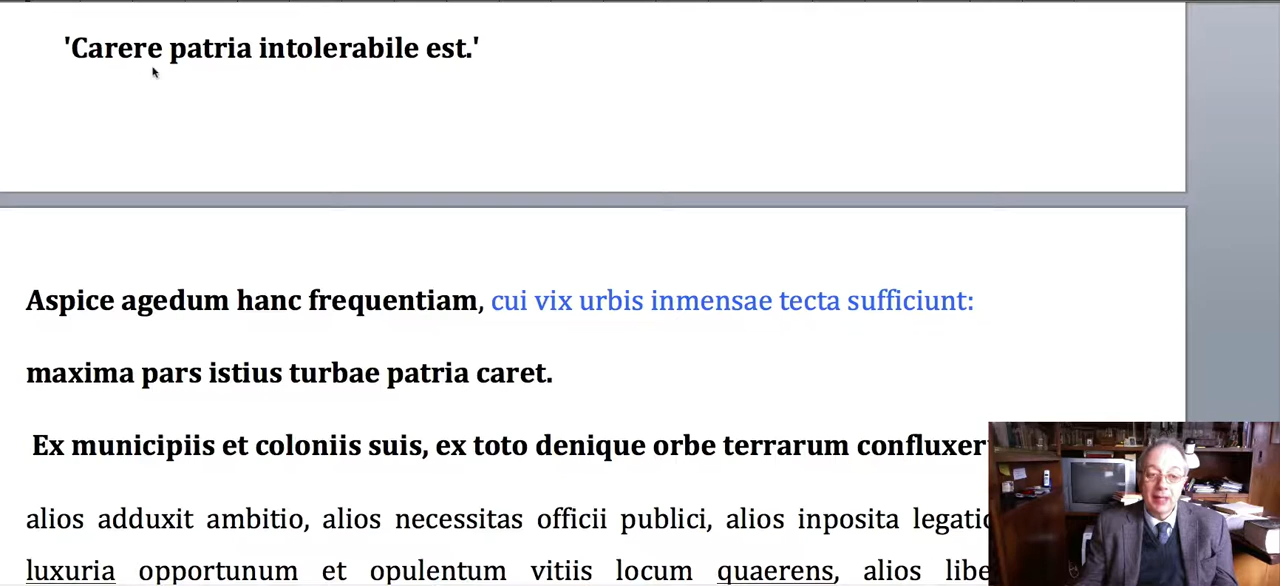 'Carere patria intolerabile est.'
Aspice agedum hanc frequentiam, cui vix urbis inmensae tecta sufficiunt:
maxima pars istius turbae patria caret.
Ex municipiis et coloniis suis, ex toto denique orbe terrarum
alios adduxit ambitio, alios necessitas officii publici, alios inposita
luxuria opportunum et opulentum vitiis locum quaerens, alios